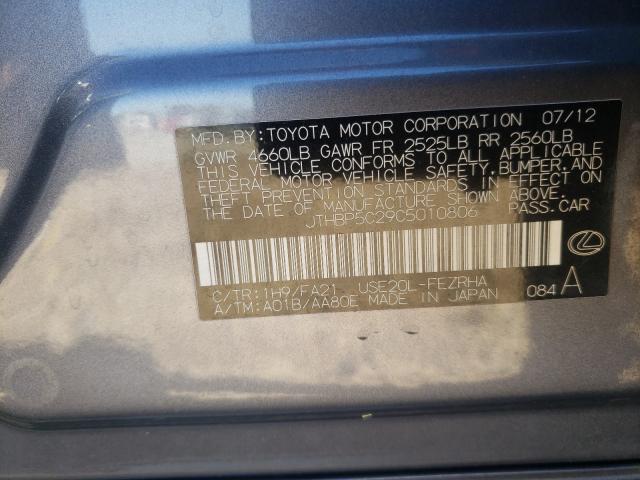 MFD.BY:TOYOTA MOTOR CORPORATION 07/12
GVWR 4660LB GAWR FR 2525LB RR 2560LB
THIS VEHICLE CONFORMS TO ALL APPLICABLE
FEDERAL MOTOR VEHICLE SAFETY,BUMPER,AND
THEFT PREVENTION STANDARDS IN EFFECT ON
THE DATE OF MANUFACTURE SHOWN ABOVE.
JTHBP5C29C5010806 PASS.CAR
C/TR:1H9/FA21 USE20L-FEZRHA
A/TM:A01B/AA80E MADE IN JAPAN 084 A